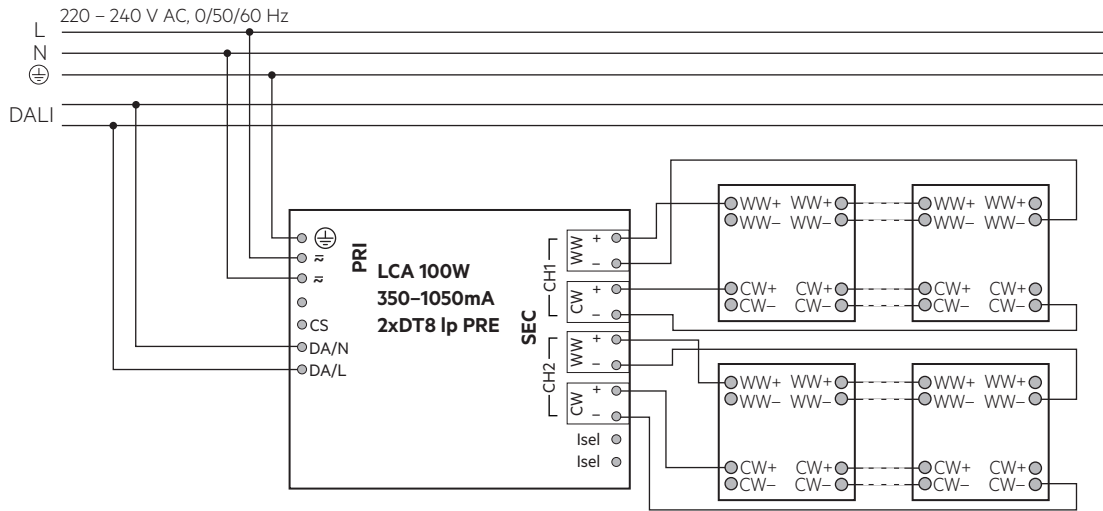 220 – 240 V AC, 0/50/60 Hz
L
N
DALI
PRI
LCA 100W
350–1050mA
2xDT8 lp PRE
SEC
CS
DA/N
DA/L
CH1
WW + –
CW + –
CH2
WW + –
CW + –
Isel
Isel
WW+ WW+ WW+ WW+
WW– WW– WW– WW–
CW+ CW+ CW+ CW+
CW– CW– CW– CW–
WW+ WW+ WW+ WW+
WW– WW– WW– WW–
CW+ CW+ CW+ CW+
CW– CW– CW– CW–